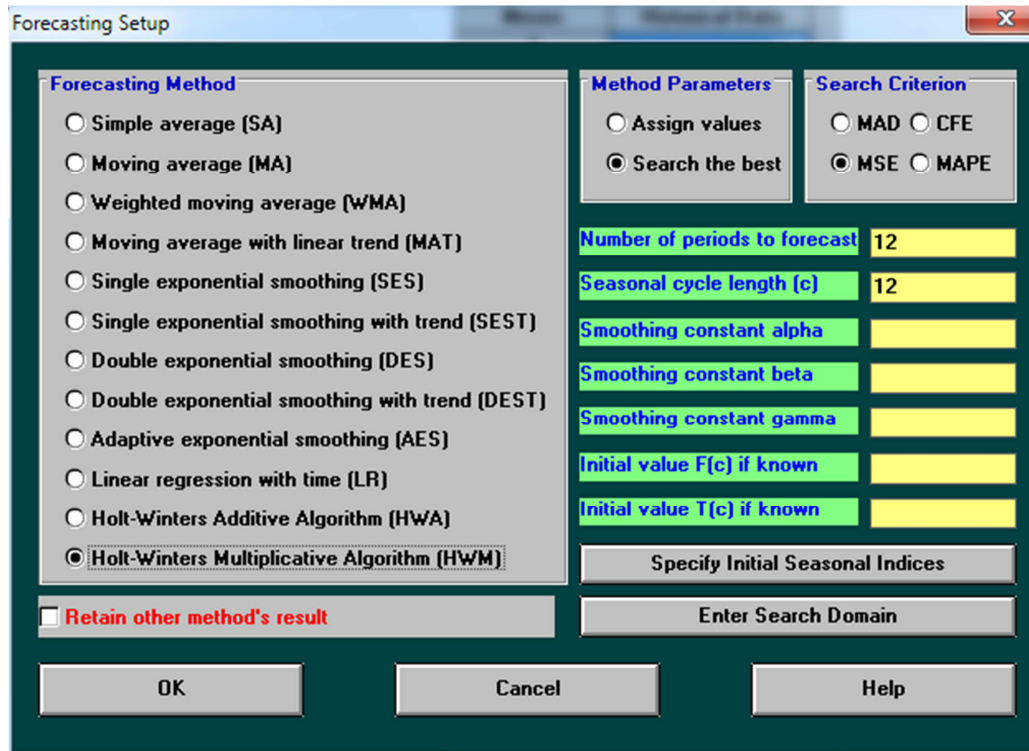 Forecasting Setup
Forecasting Method
Simple average (SA)
Moving average (MA)
Weighted moving average (WMA)
Moving average with linear trend (MAT)
Single exponential smoothing (SES)
Single exponential smoothing with trend (SEST)
Double exponential smoothing (DES)
Double exponential smoothing with trend (DEST)
Adaptive exponential smoothing (AES)
Linear regression with time (LR)
Holt-Winters Additive Algorithm (HWA)
Holt-Winters Multiplicative Algorithm (HWM)
Retain other method's result
Method Parameters
Assign values
Search the best
Search Criterion
MAD CFE
MSE MAPE
Number of periods to forecast 12
Seasonal cycle length (c) 12
Smoothing constant alpha
Smoothing constant beta
Smoothing constant gamma
Initial value F(c) if known
Initial value T(c) if known
Specify Initial Seasonal Indices
Enter Search Domain
OK Cancel Help